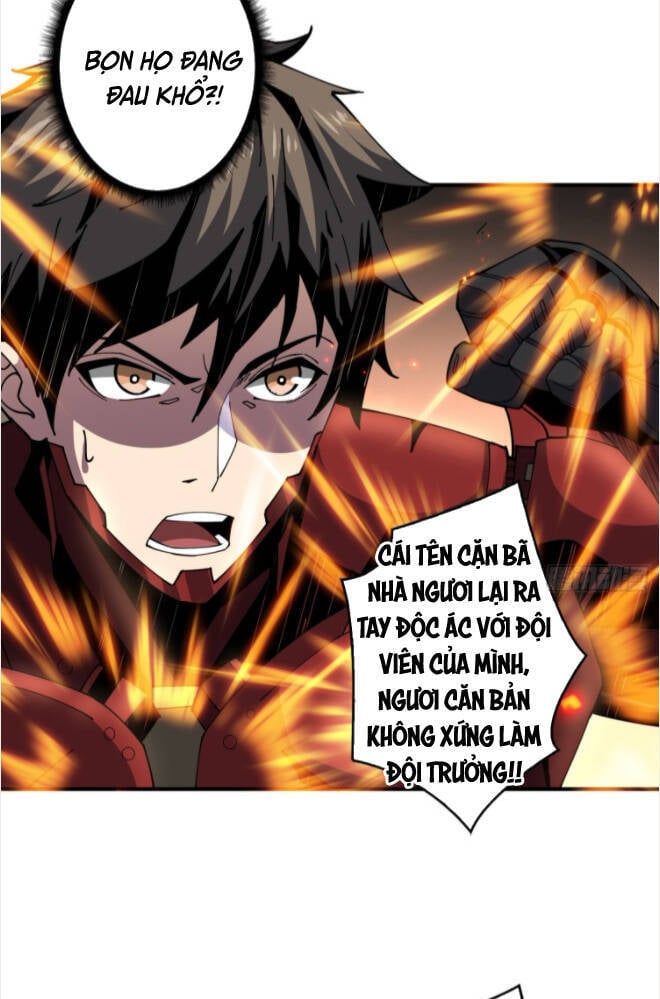 BỌN HỌ ĐANG
ĐAU KHỔ?!
CÁI TÊN CẶN BÃ
NHÀ NGƯƠI LẠI RA
TAY ĐỘC ÁC VỚI ĐỘI
VIÊN CỦA MÌNH,
NGƯƠI CĂN BẢN
KHÔNG XỨNG LÀM
ĐỘI TRƯỞNG!!